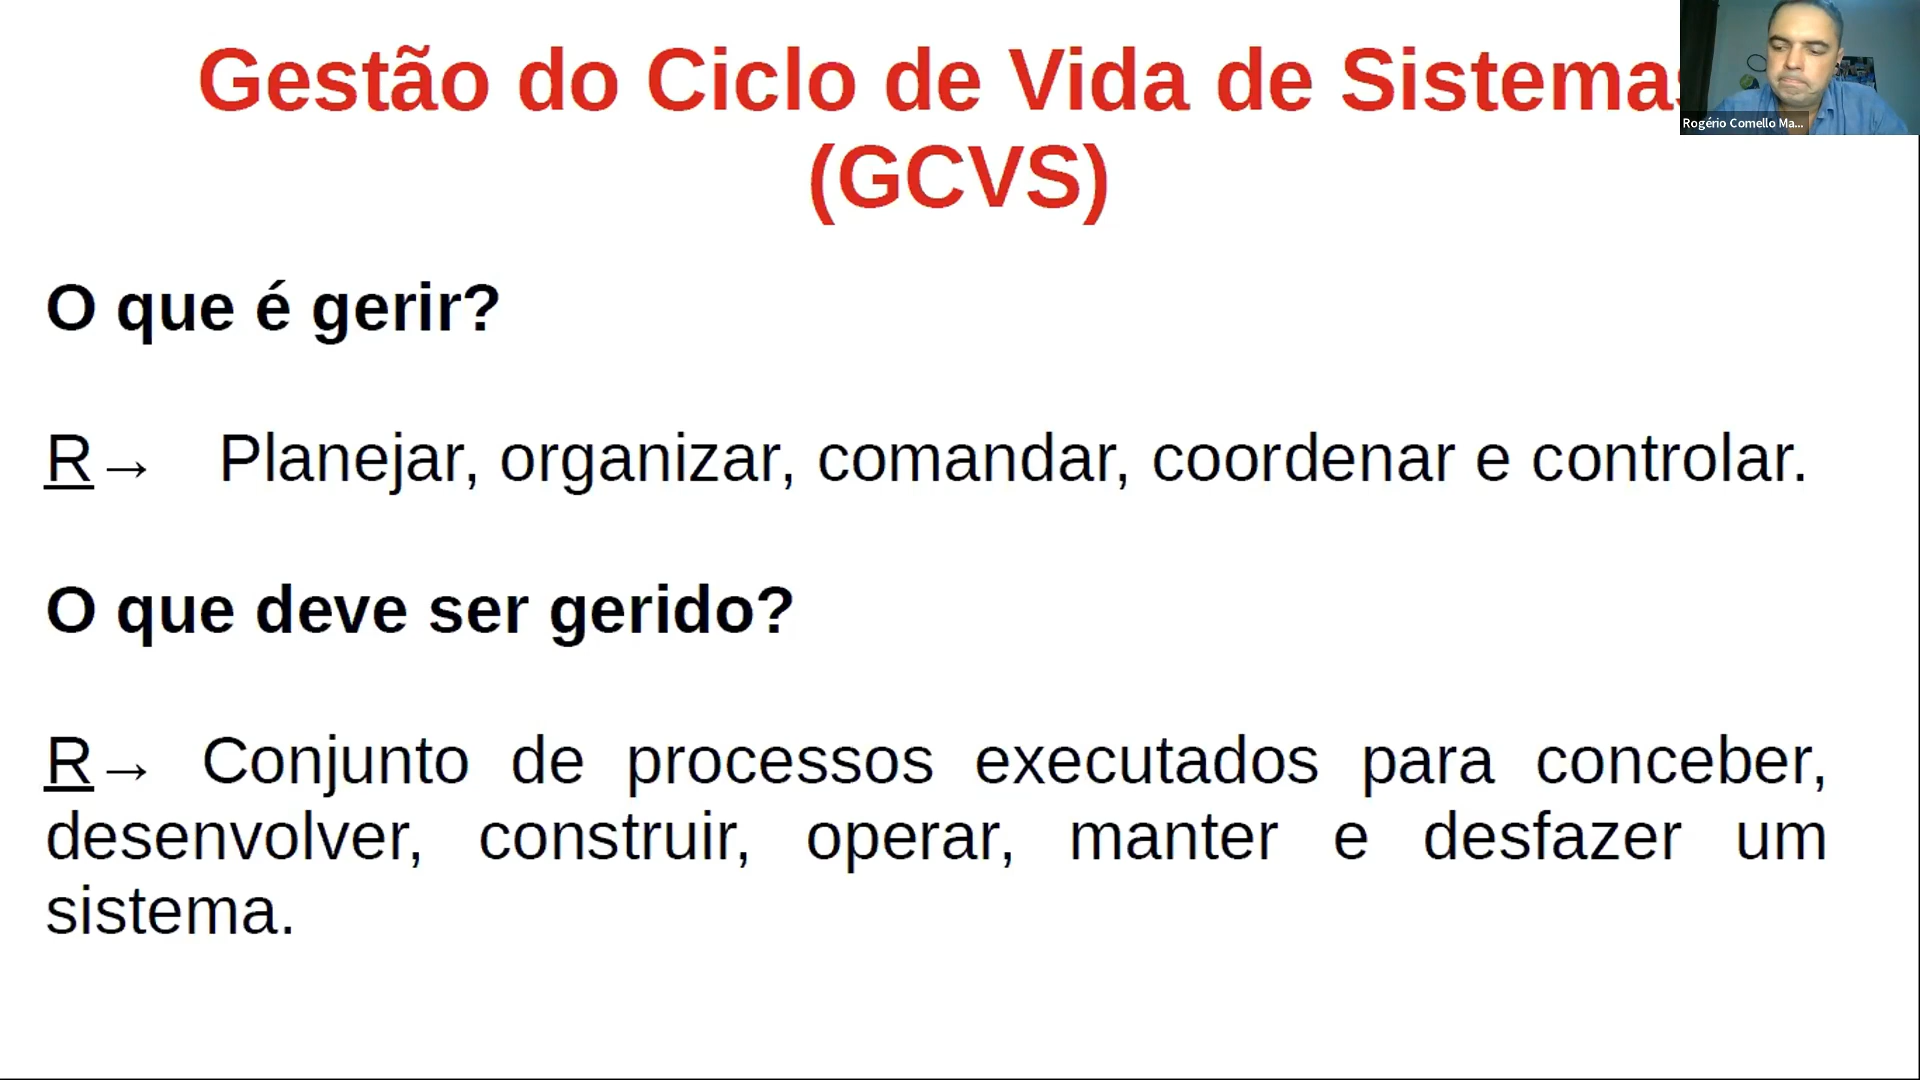 Gestão do Ciclo de Vida de Sistemas
(GCVS)
Rogério Comello Ma...
O que é gerir?
R→ Planejar, organizar, comandar, coordenar e controlar.
O que deve ser gerido?
R→ Conjunto de processos executados para conceber,
desenvolver, construir, operar, manter e desfazer um
sistema.